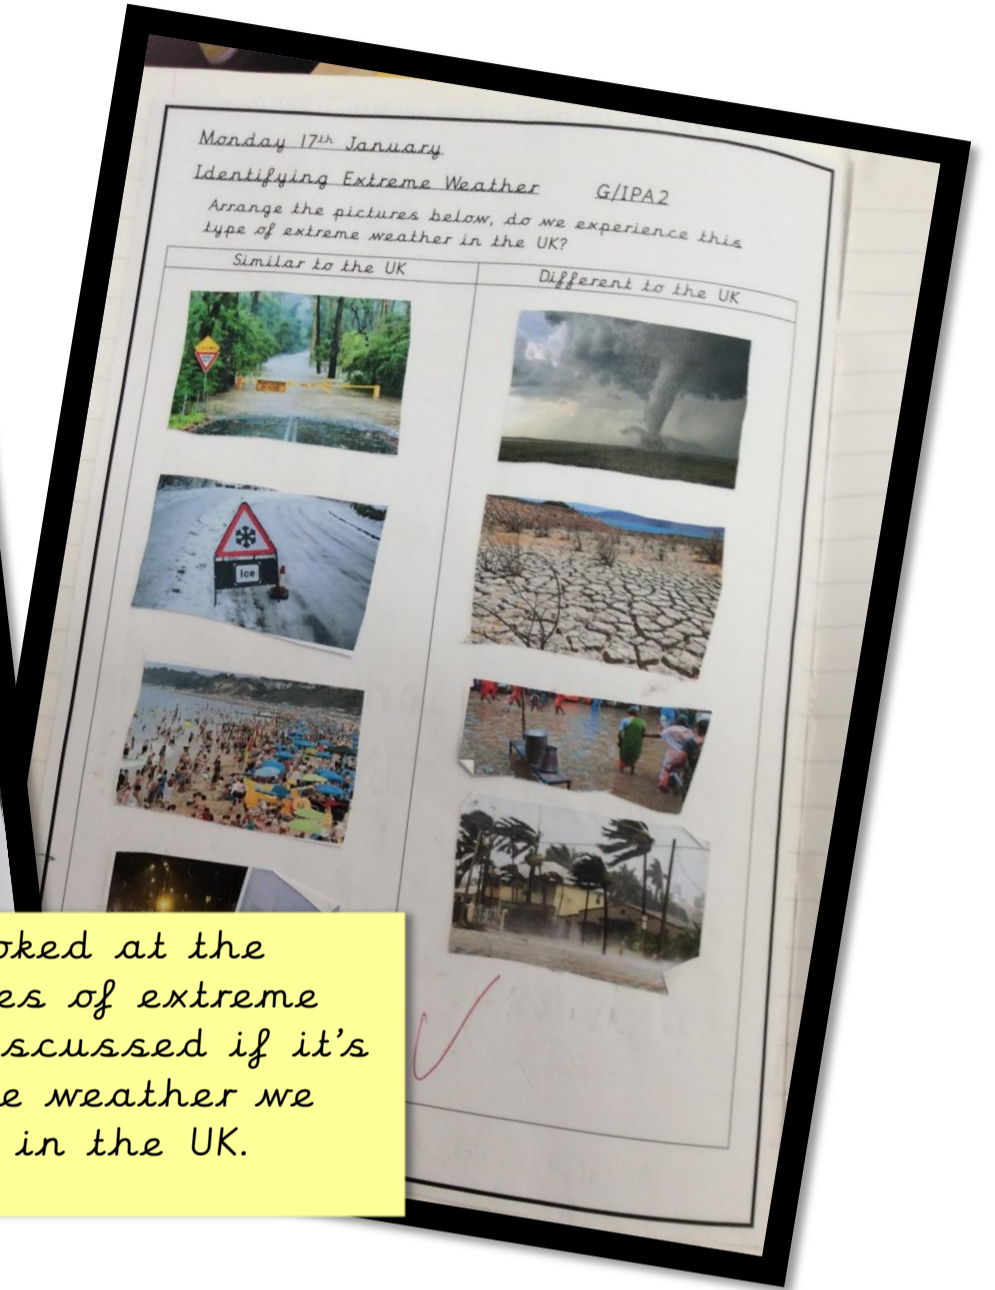 Monday 17th January
Identifying Extreme Weather G/IPA2
Arrange the pictures below, do we experience this
type of extreme weather in the UK?
Similar to the UK
Different to the UK
Ice
oked at the
es of extreme
scussed if it's
e weather we
in the UK.